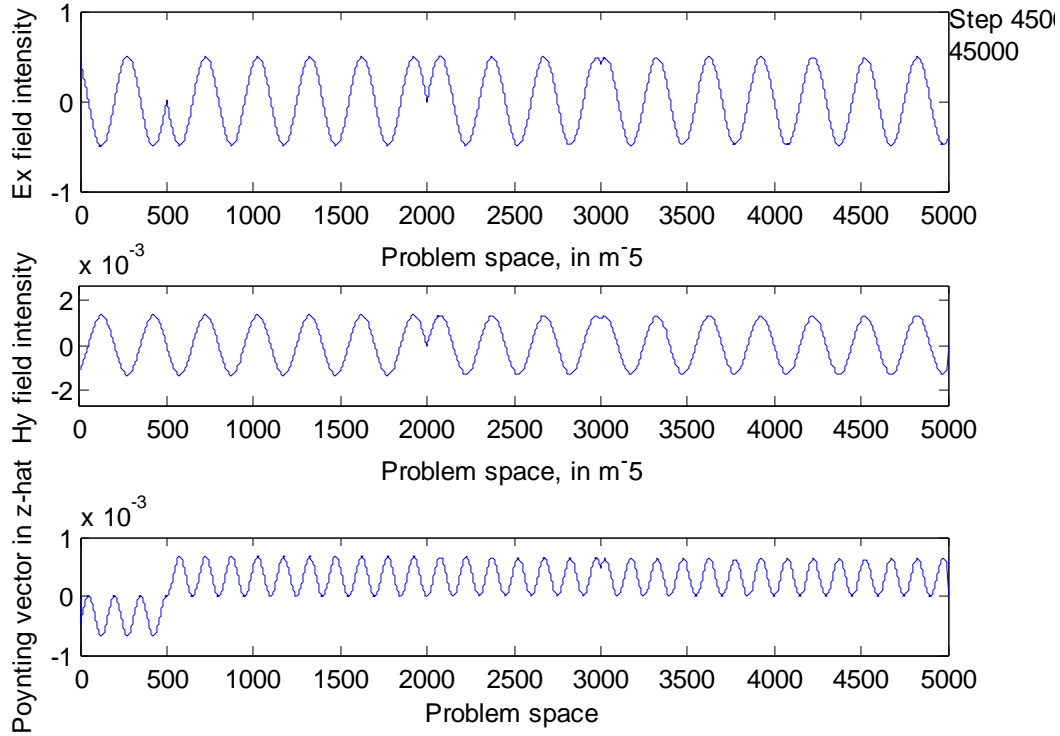 Ex field intensity
1
0
-1
0 500 1000 1500 2000 2500 3000 3500 4000 4500 5000
Problem space, in m⁻5
Step 4500
45000
Hy field intensity
x 10⁻³
2
0
-2
0 500 1000 1500 2000 2500 3000 3500 4000 4500 5000
Problem space, in m⁻5
Poynting vector in z-hat
x 10⁻³
1
0
-1
0 500 1000 1500 2000 2500 3000 3500 4000 4500 5000
Problem space